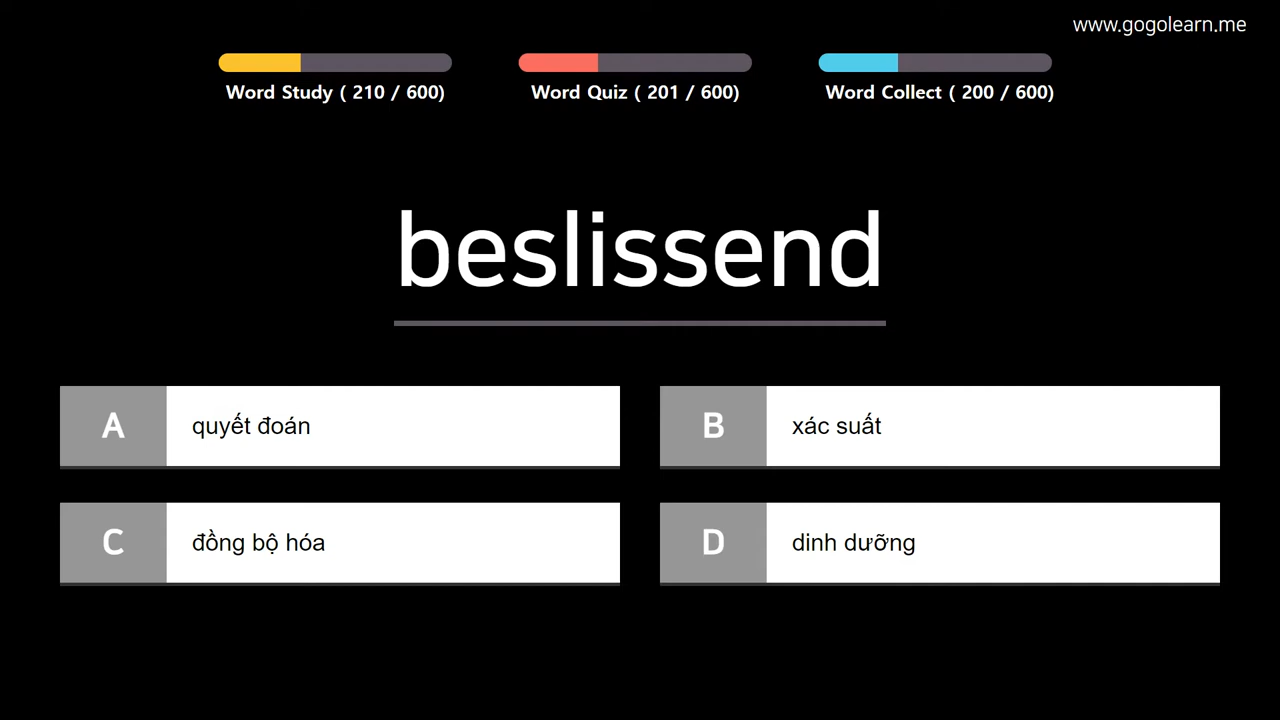 www.gogolearn.me
Word Study ( 210 / 600)
Word Quiz ( 201 / 600)
Word Collect ( 200 / 600)
beslissend
A quyết đoán
B xác suất
C đồng bộ hóa
D dinh dưỡng